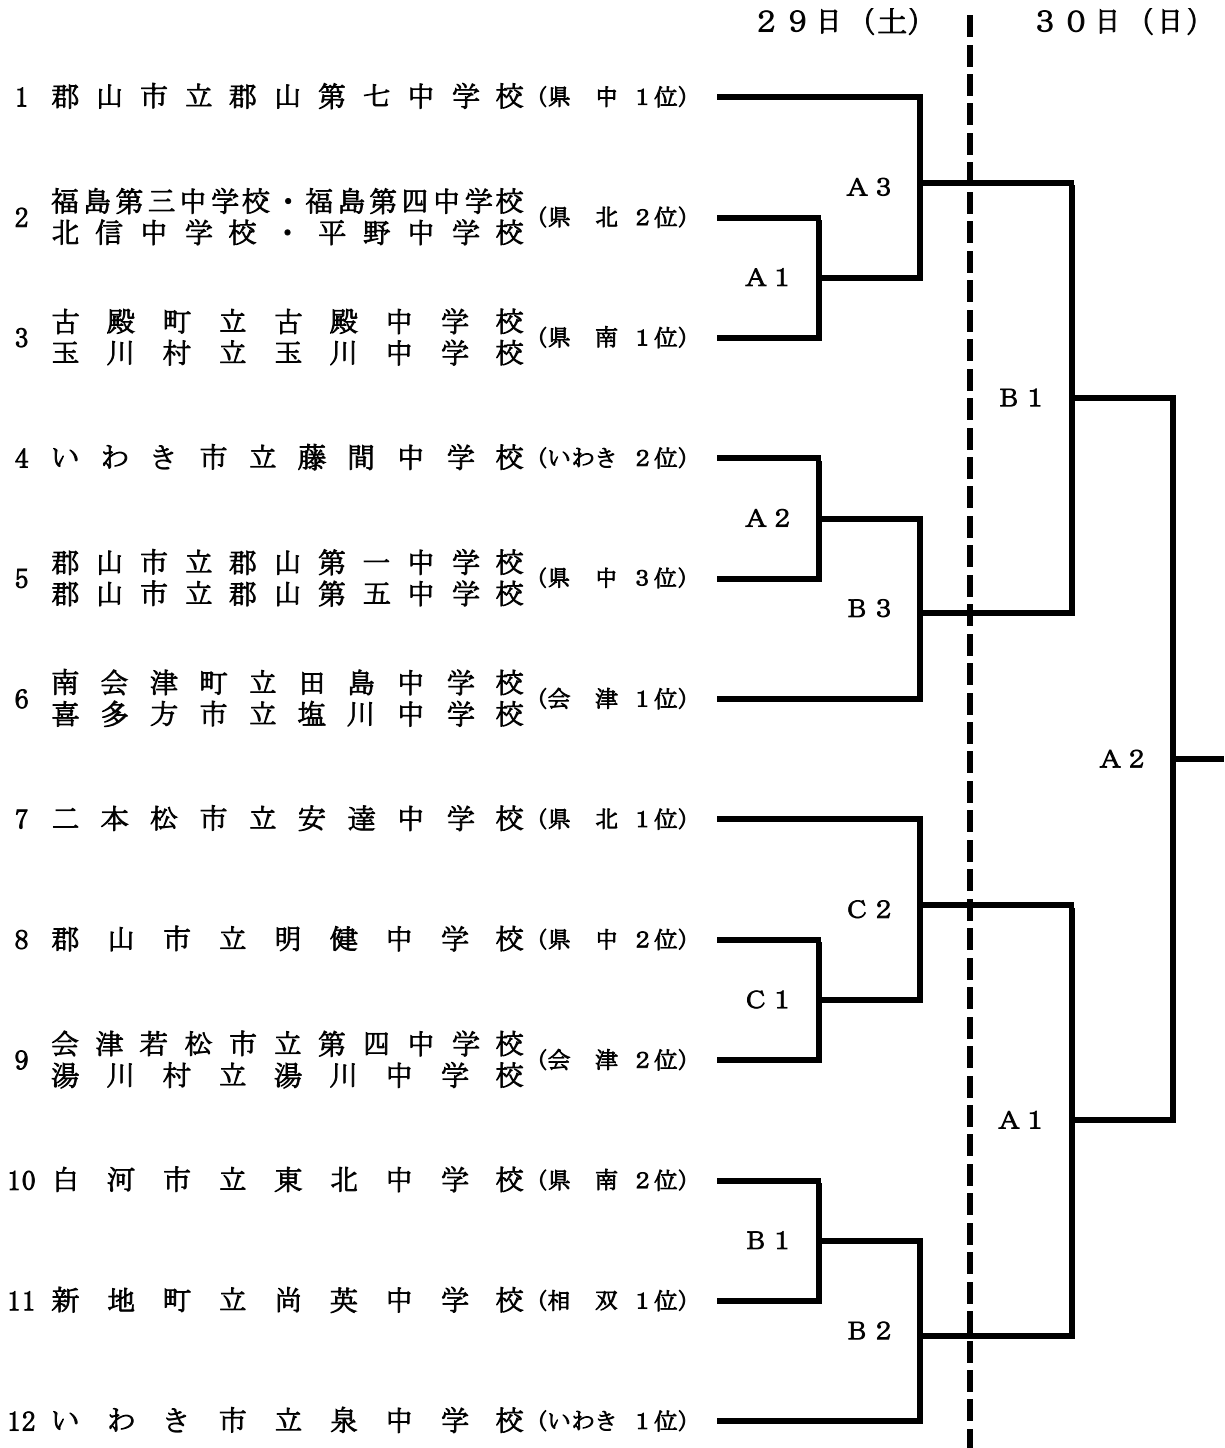 29日（土） 30日（日）
1 郡山市立郡山第七中学校（県 中 1位）
A3
2 福島第三中学校・福島第四中学校
北信中学校・平野中学校（県 北 2位）
A1
3 古殿町立古殿中学校
玉川村立玉川中学校（県 南 1位）
B1
4 いわき市立藤間中学校（いわき 2位）
A2
5 郡山市立郡山第一中学校
郡山市立郡山第五中学校（県 中 3位）
B3
6 南会津町立田島中学校
喜多方市立塩川中学校（会 津 1位）
A2
7 二本松市立安達中学校（県 北 1位）
C2
8 郡山市立明健中学校（県 中 2位）
C1
9 会津若松市立第四中学校
湯川村立湯川中学校（会 津 2位）
A1
10 白河市立東北中学校（県 南 2位）
B1
11 新地町立尚英中学校（相 双 1位）
B2
12 いわき市立泉中学校（いわき 1位）